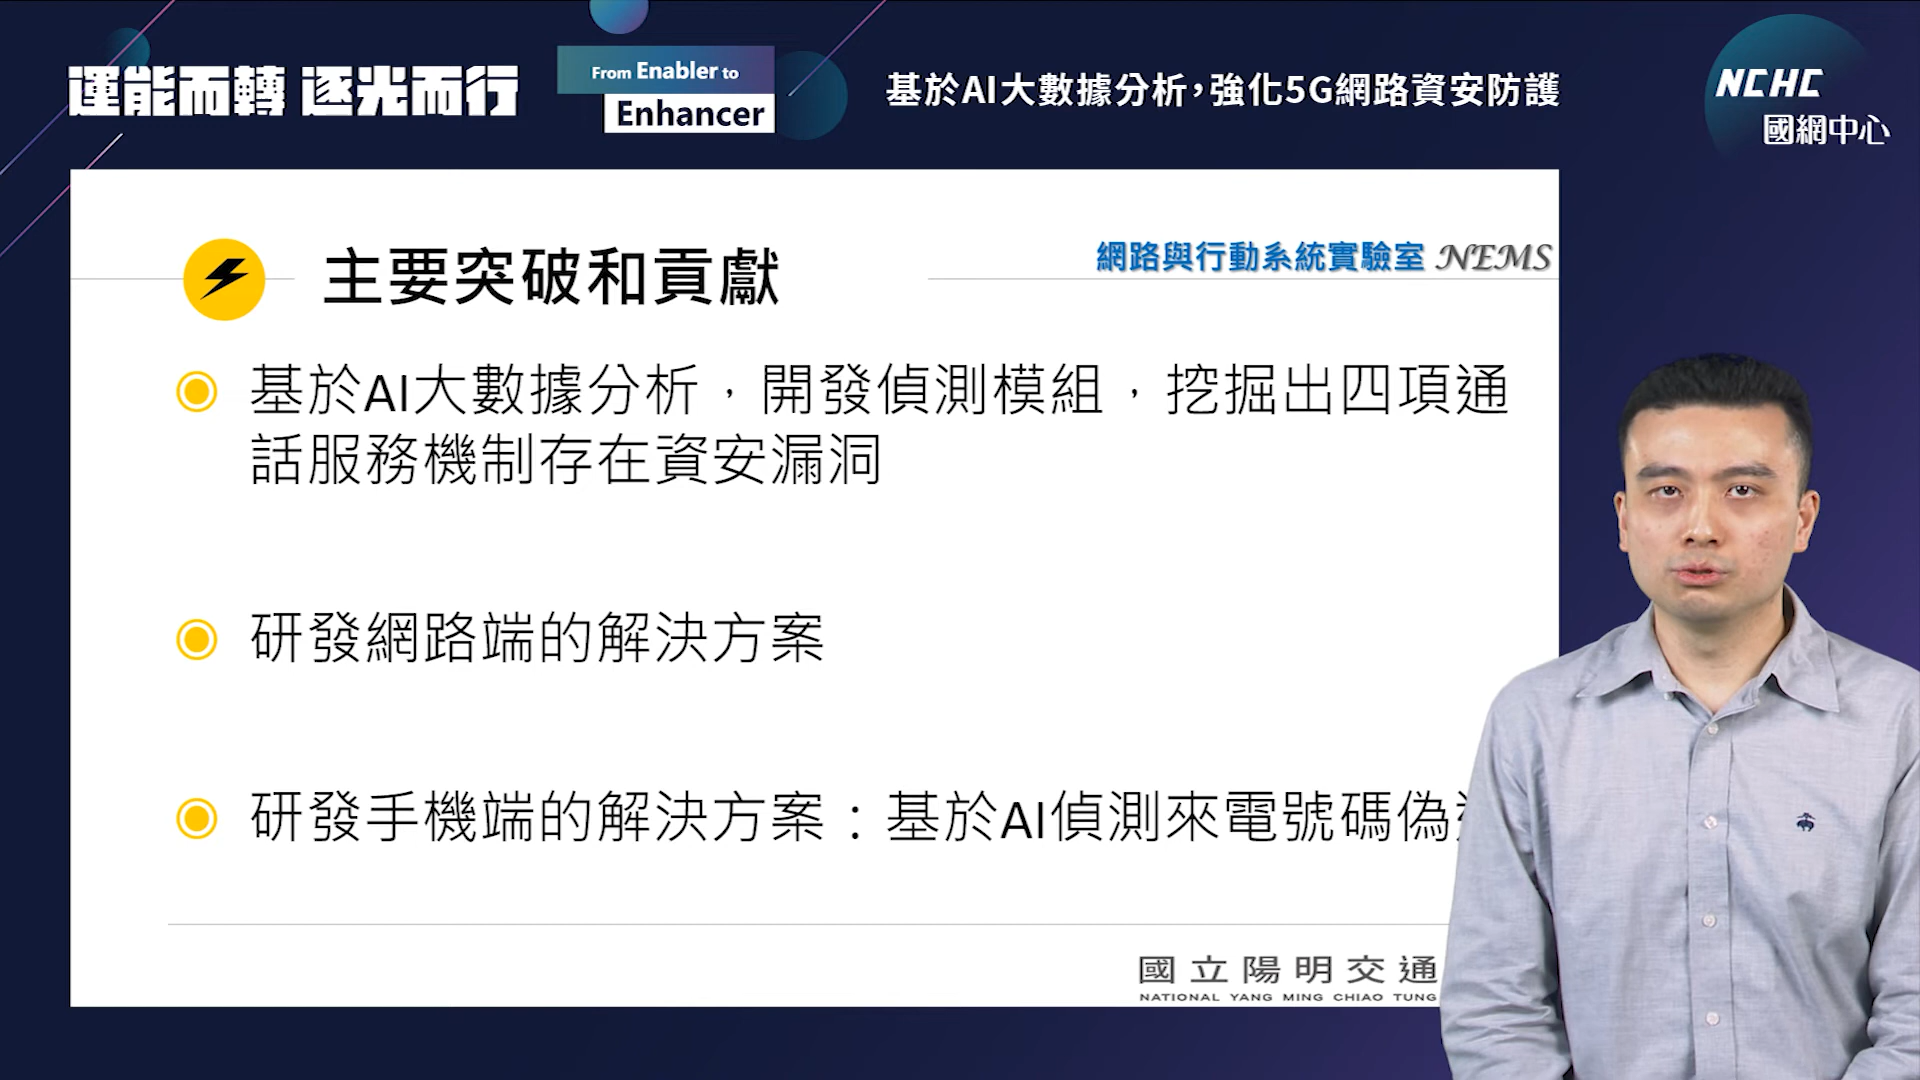 運能而轉 逐光而行
From Enabler to
Enhancer
基於AI大數據分析，強化5G網路資安防護
NCHC
國網中心
主要突破和貢獻
網路與行動系統實驗室 NEMS
基於AI大數據分析，開發偵測模組，挖掘出四項通
話服務機制存在資安漏洞
研發網路端的解決方案
研發手機端的解決方案：基於AI偵測來電號碼偽
國立陽明交通
NATIONAL YANG MING CHIAO TUNG